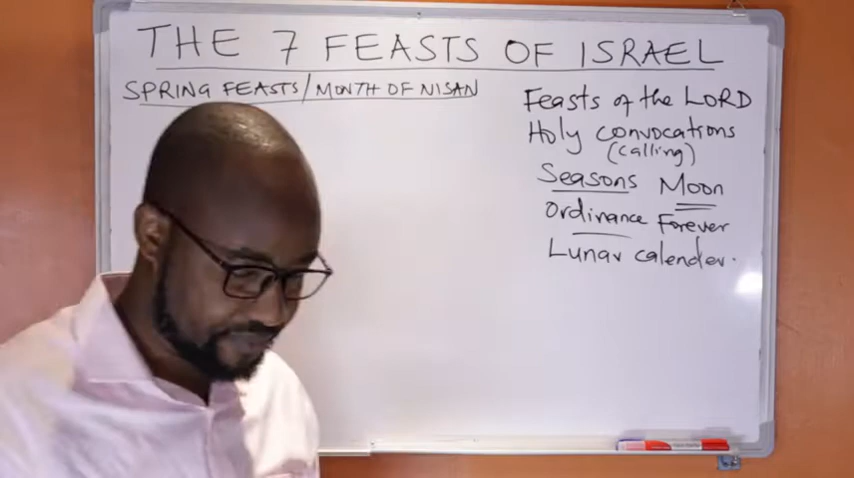 THE 7 FEASTS OF ISRAEL
SPRING FEASTS/MONTH OF NISAN
Feasts of the LORD
Holy convocations
(calling)
Seasons Moon
Ordinance Forever
Lunar calender.